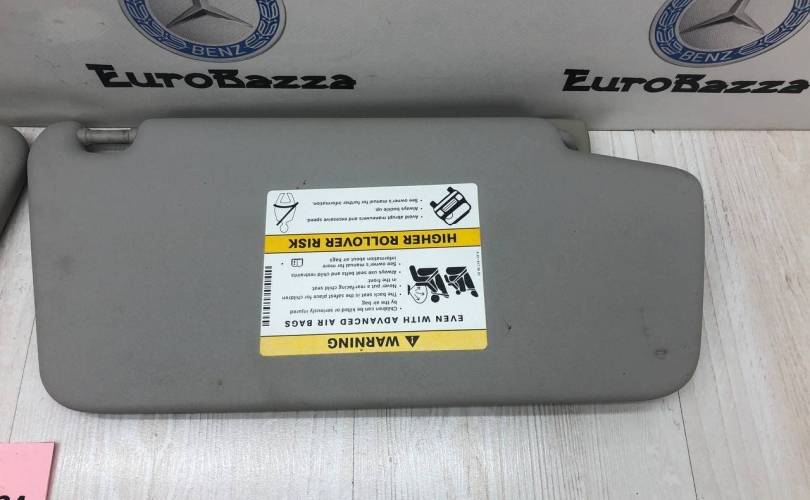 BENZ
BENZ
EuroBazza
EuroBazza
⚠ WARNING
EVEN WITH ADVANCED AIR BAGS
• Children can be killed or seriously injured
by the air bag
• The back seat is the safest place for children
• Never put a rear-facing child seat
in the front
• Always use seat belts and child restraints
• See owner's manual for more
information about air bags
HIGHER ROLLOVER RISK
• Avoid abrupt maneuvers and excessive speed.
• Always buckle up.
• See owner's manual for further information.